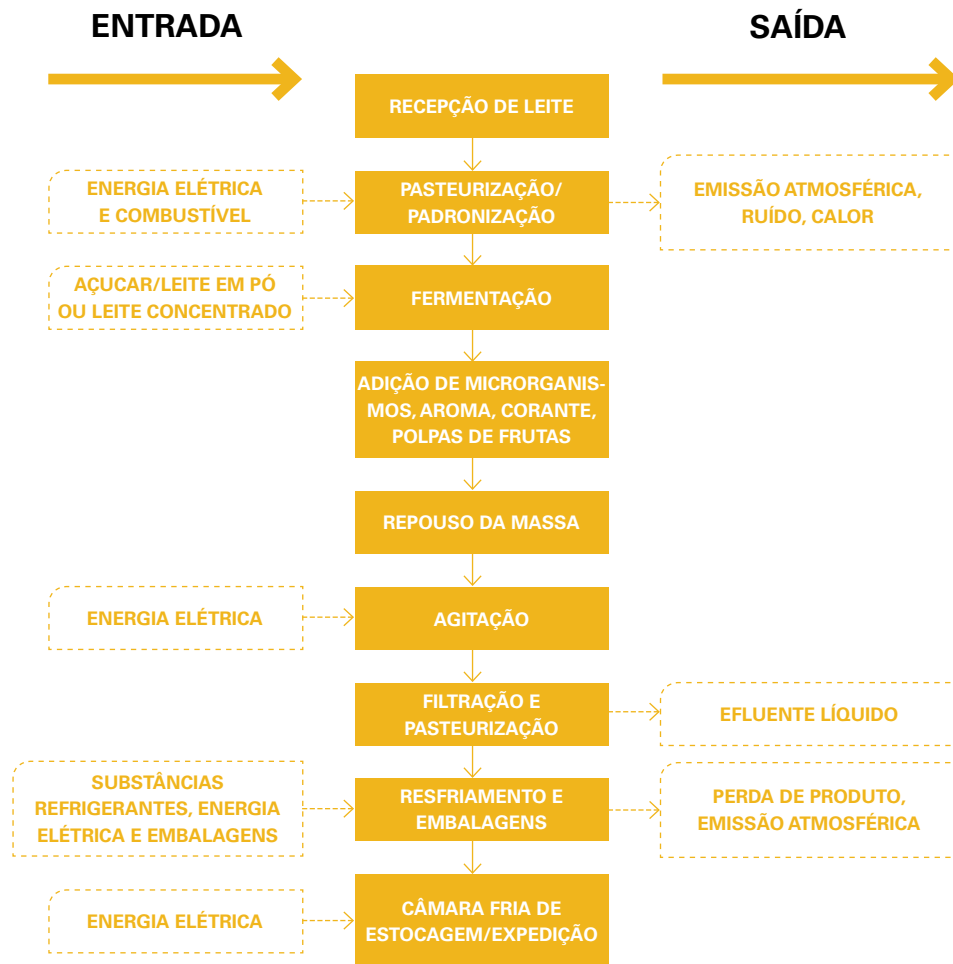 ENTRADA
SAÍDA
RECEPÇÃO DE LEITE
ENERGIA ELÉTRICA
E COMBUSTÍVEL
PASTEURIZAÇÃO/
PADRONIZAÇÃO
EMISSÃO ATMOSFÉRICA,
RUÍDO, CALOR
AÇUCAR/LEITE EM PÓ
OU LEITE CONCENTRADO
FERMENTAÇÃO
ADIÇÃO DE MICRORGANIS-
MOS, AROMA, CORANTE,
POLPAS DE FRUTAS
REPOUSO DA MASSA
ENERGIA ELÉTRICA
AGITAÇÃO
FILTRAÇÃO E
PASTEURIZAÇÃO
EFLUENTE LÍQUIDO
SUBSTÂNCIAS
REFRIGERANTES, ENERGIA
ELÉTRICA E EMBALAGENS
RESFRIAMENTO E
EMBALAGENS
PERDA DE PRODUTO,
EMISSÃO ATMOSFÉRICA
ENERGIA ELÉTRICA
CÂMARA FRIA DE
ESTOCAGEM/EXPEDIÇÃO